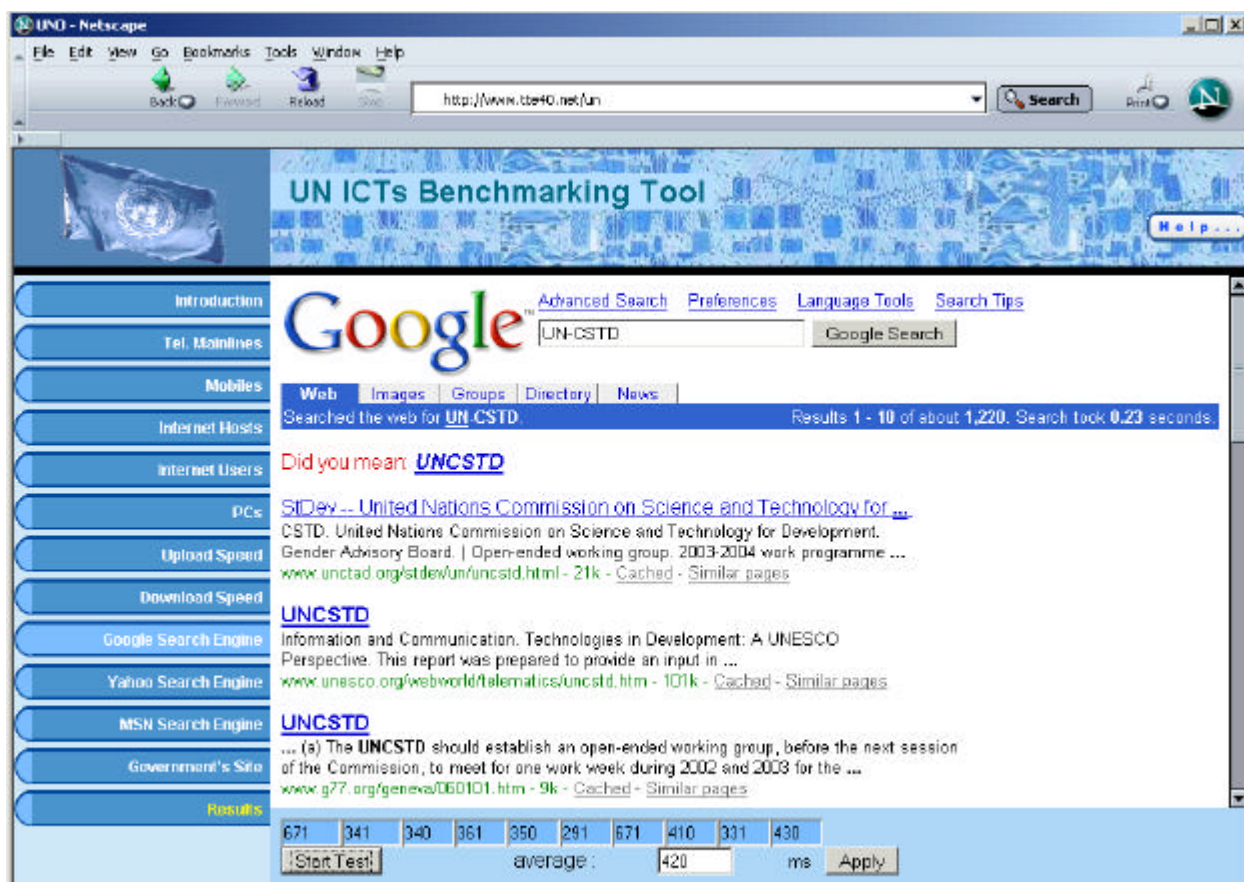 UNO - Netscape
File Edit View Go Bookmarks Tools Window Help
Back Forward Reload Stop http://www.tte40.net/un Search Print N
UN ICTs Benchmarking Tool
Help...
Introduction
Tel. Mainlines
Mobiles
Internet Hosts
Internet Users
PCs
Upload Speed
Download Speed
Google Search Engine
Yahoo Search Engine
MSN Search Engine
Government's Site
Results
Google™
Advanced Search Preferences Language Tools Search Tips
UN-CSTD Google Search
Web Images Groups Directory News
Searched the web for UN-CSTD. Results 1 - 10 of about 1,220. Search took 0.23 seconds.
Did you mean: UNCSTD
StDev -- United Nations Commission on Science and Technology for ...
CSTD. United Nations Commission on Science and Technology for Development.
Gender Advisory Board. | Open-ended working group. 2003-2004 work programme ...
www.unctad.org/stdev/un/uncstd.html - 21k - Cached - Similar pages
UNCSTD
Information and Communication. Technologies in Development: A UNESCO
Perspective. This report was prepared to provide an input in ...
www.unesco.org/webworld/telematics/uncstd.htm - 101k - Cached - Similar pages
UNCSTD
... (a) The UNCSTD should establish an open-ended working group, before the next session
of the Commission, to meet for one work week during 2002 and 2003 for the ...
www.g77.org/geneva/060101.htm - 9k - Cached - Similar pages
671 341 340 361 350 291 671 410 331 430
Start Test average : 420 ms Apply